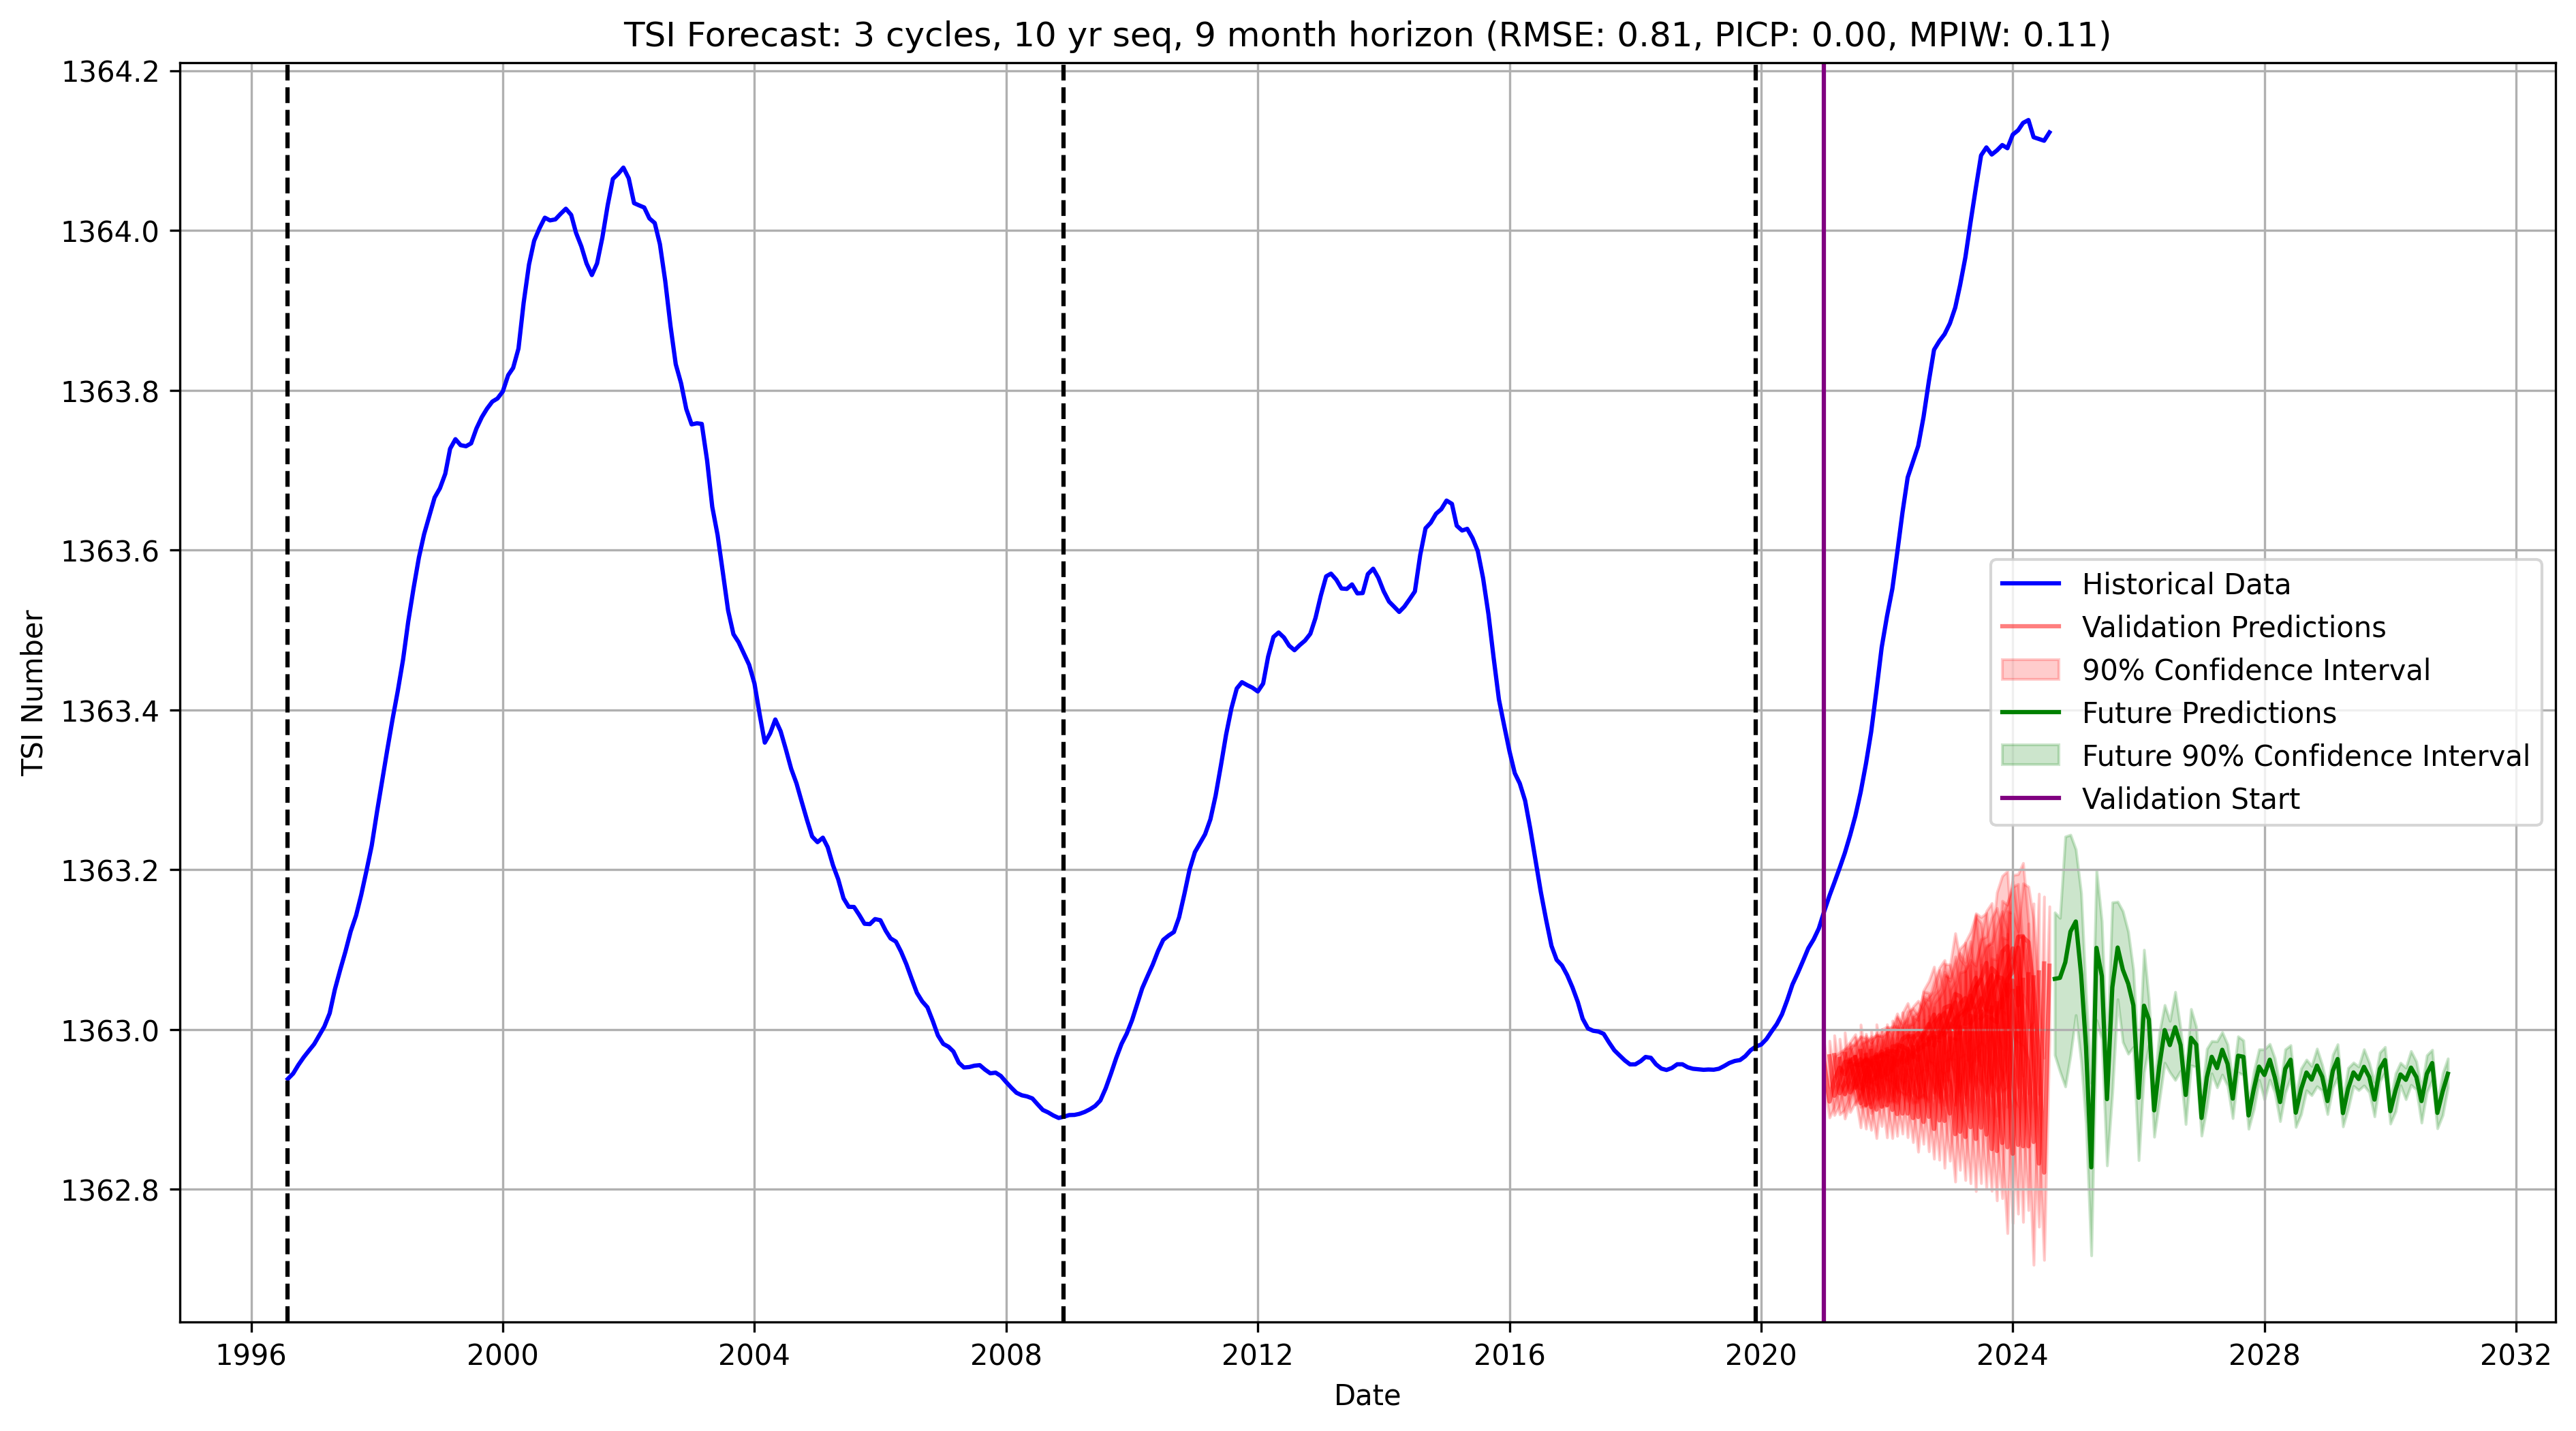 TSI Forecast: 3 cycles, 10 yr seq, 9 month horizon (RMSE: 0.81, PICP: 0.00, MPIW: 0.11)
1364.2
1364.0
1363.8
1363.6
1363.4
1363.2
1363.0
1362.8
TSI Number
Historical Data
Validation Predictions
90% Confidence Interval
Future Predictions
Future 90% Confidence Interval
Validation Start
1996
2000
2004
2008
2012
2016
2020
2024
2028
2032
Date